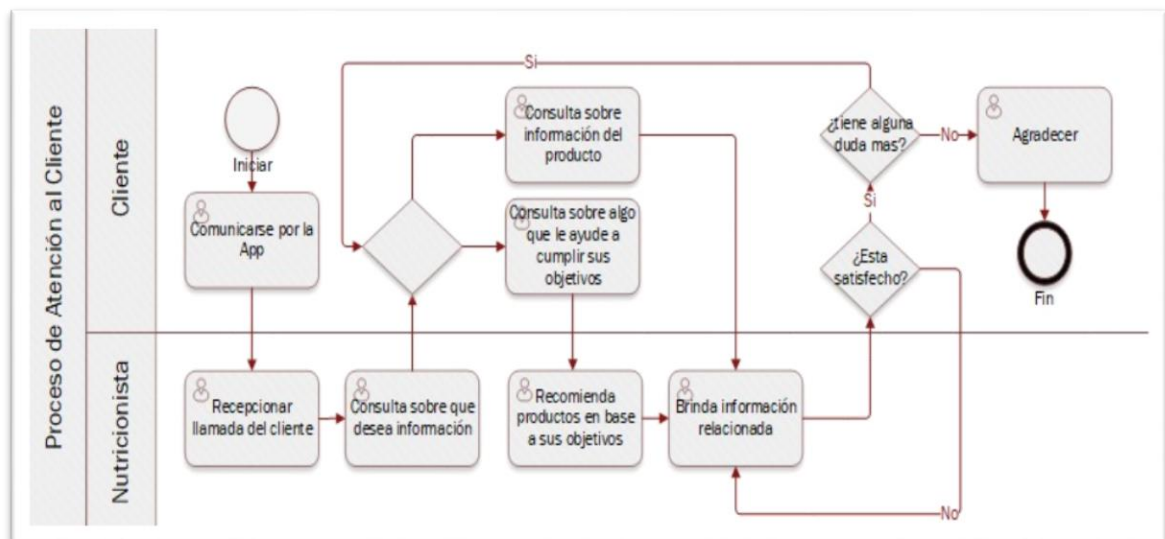 Proceso de Atención al Cliente
Cliente
Iniciar
Comunicarse por la
App
Consulta sobre
información del
producto
Consulta sobre algo
que le ayude a
cumplir sus
objetivos
Si
¿tiene alguna
duda mas?
No
Agradecer
Si
¿Esta
satisfecho?
Fin
Nutricionista
Recepcionar
llamada del cliente
Consulta sobre que
desea información
Recomienda
productos en base
a sus objetivos
Brinda información
relacionada
No